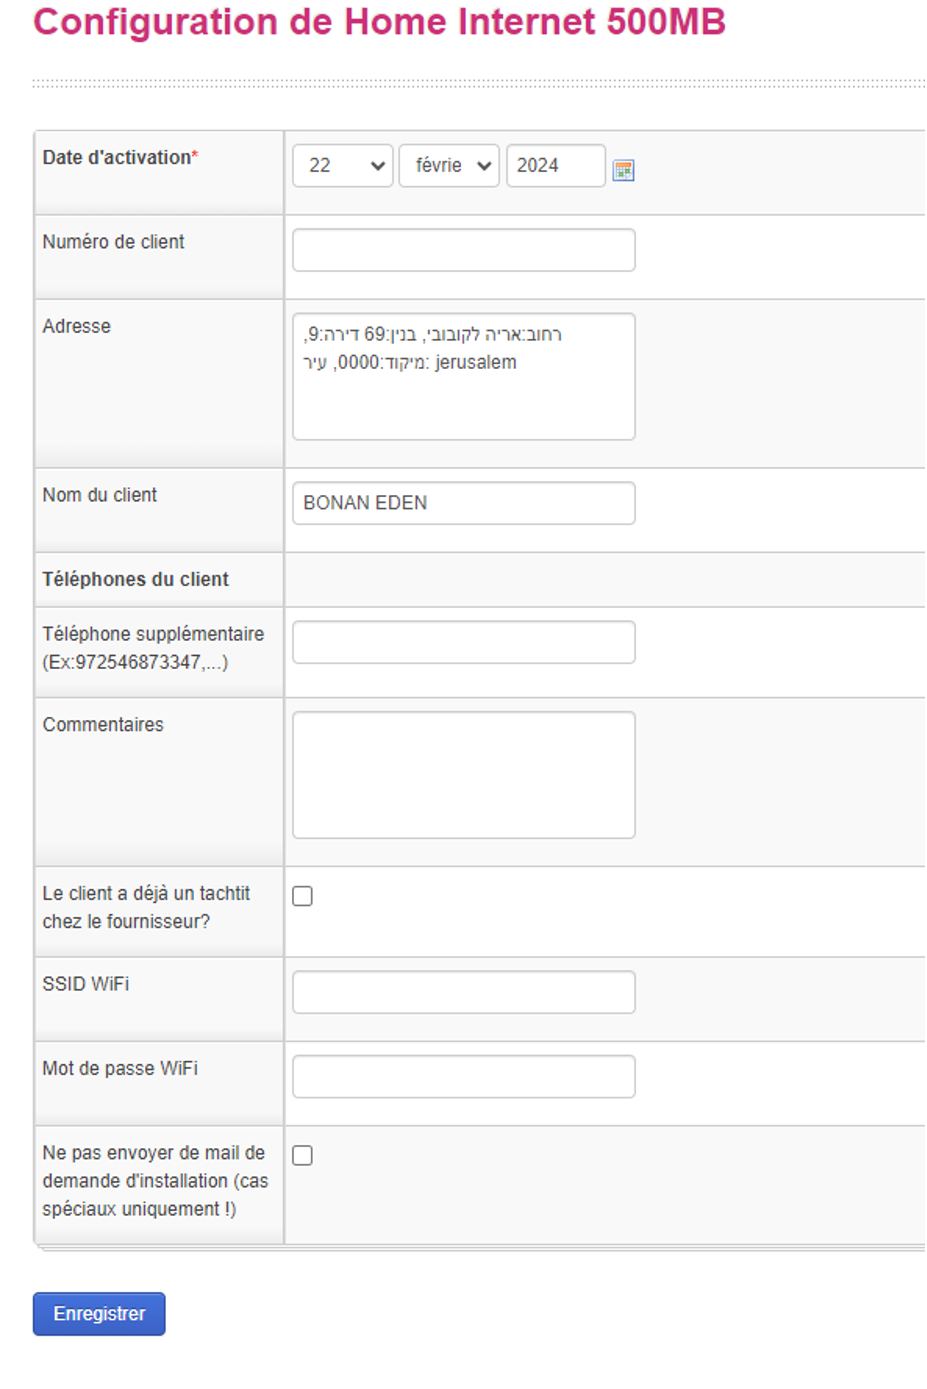 Configuration de Home Internet 500MB
Date d'activation*
22 févrie 2024
Numéro de client
Adresse
רחוב:אריה לקובובי, בנין:69 דירה:9,
מיקוד:0000, עיר: jerusalem
Nom du client
BONAN EDEN
Téléphones du client
Téléphone supplémentaire
(Ex:972546873347,...)
Commentaires
Le client a déjà un tachtit
chez le fournisseur?
SSID WiFi
Mot de passe WiFi
Ne pas envoyer de mail de
demande d'installation (cas
spéciaux uniquement !)
Enregistrer